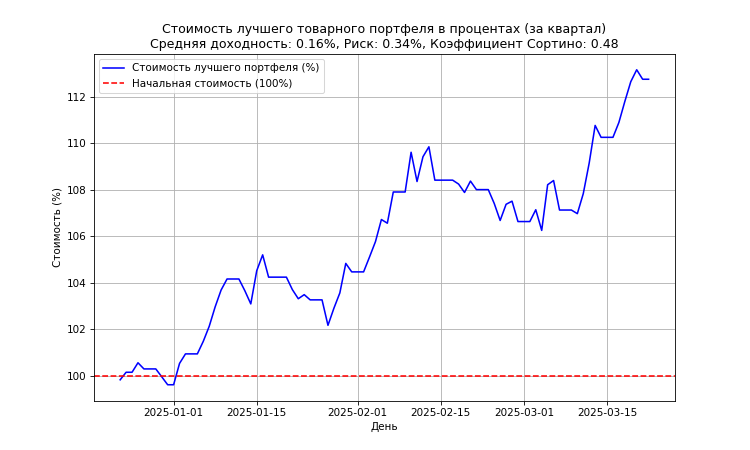 Стоимость лучшего товарного портфеля в процентах (за квартал)
Средняя доходность: 0.16%, Риск: 0.34%, Коэффициент Сортино: 0.48
Стоимость лучшего портфеля (%)
Начальная стоимость (100%)
Стоимость (%)
112
110
108
106
104
102
100
2025-01-01 2025-01-15 2025-02-01 2025-02-15 2025-03-01 2025-03-15
День